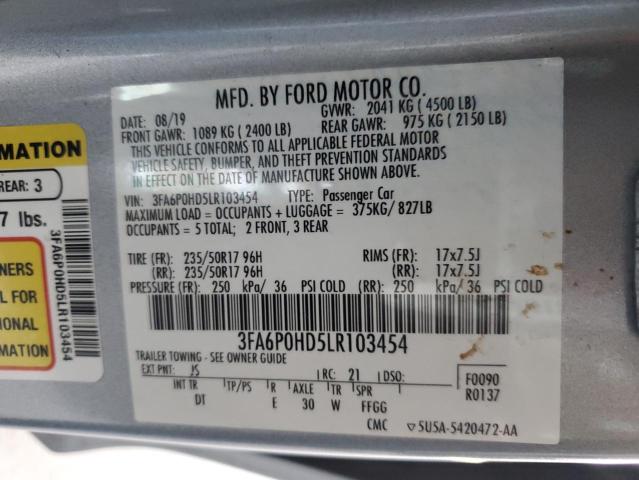 MFD. BY FORD MOTOR CO.
DATE: 08/19
GVWR: 2041 KG (4500 LB)
FRONT GAWR: 1089 KG (2400 LB)
REAR GAWR: 975 KG (2150 LB)
THIS VEHICLE CONFORMS TO ALL APPLICABLE FEDERAL MOTOR
VEHICLE SAFETY, BUMPER, AND THEFT PREVENTION STANDARDS
IN EFFECT ON THE DATE OF MANUFACTURE SHOWN ABOVE.
VIN: 3FA6P0HD5LR103454 TYPE: Passenger Car
MAXIMUM LOAD = OCCUPANTS + LUGGAGE = 375KG/ 827LB
OCCUPANTS = 5 TOTAL; 2 FRONT, 3 REAR
TIRE (FR): 235/50R17 96H RIMS (FR): 17x7.5J
(RR): 235/50R17 96H (RR): 17x7.5J
PRESSURE (FR): 250 kPa/ 36 PSI COLD (RR): 250 kPa/ 36 PSI COLD
3FA6P0HD5LR103454
TRAILER TOWING - SEE OWNER GUIDE
EXT PNT: JS RC: 21 DSO:
INT TR TP/PS R AXLE TR SPR
DT E 30 W FFGG
F0090
R0137
CMC ▽5U5A-5420472-AA
RMATION
REAR: 3
7 lbs.
NERS
L FOR
IONAL
MATION
3FA6P0HD5LR103454